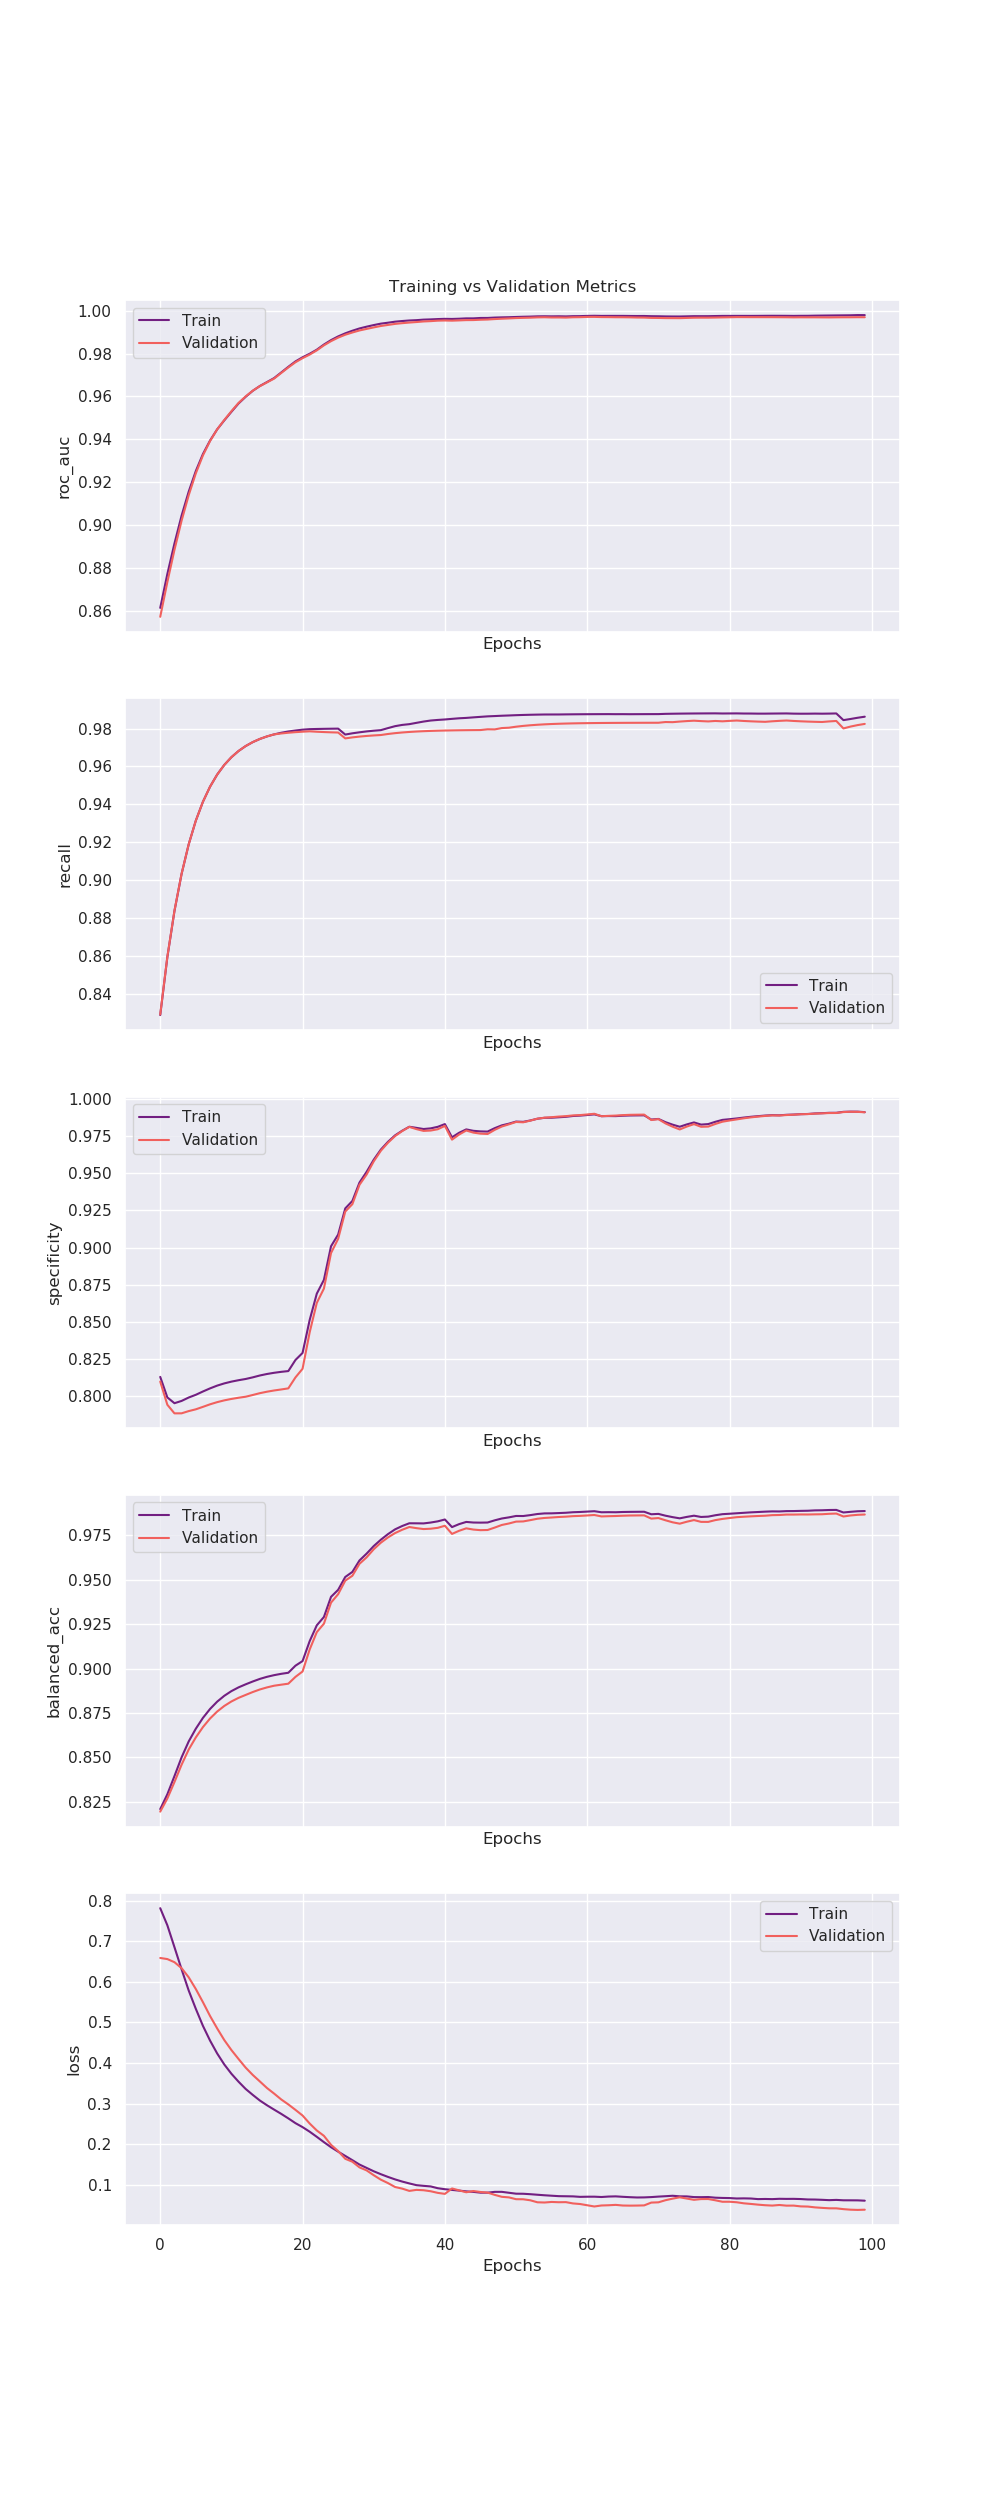 Training vs Validation Metrics
1.00
0.98
0.96
0.94
0.92
0.90
0.88
0.86
roc_auc
Train
Validation
Epochs
0.98
0.96
0.94
0.92
0.90
0.88
0.86
0.84
recall
Train
Validation
Epochs
1.000
0.975
0.950
0.925
0.900
0.875
0.850
0.825
0.800
specificity
Train
Validation
Epochs
0.975
0.950
0.925
0.900
0.875
0.850
0.825
balanced_acc
Train
Validation
Epochs
0.8
0.7
0.6
0.5
0.4
0.3
0.2
0.1
loss
Train
Validation
0 20 40 60 80 100
Epochs